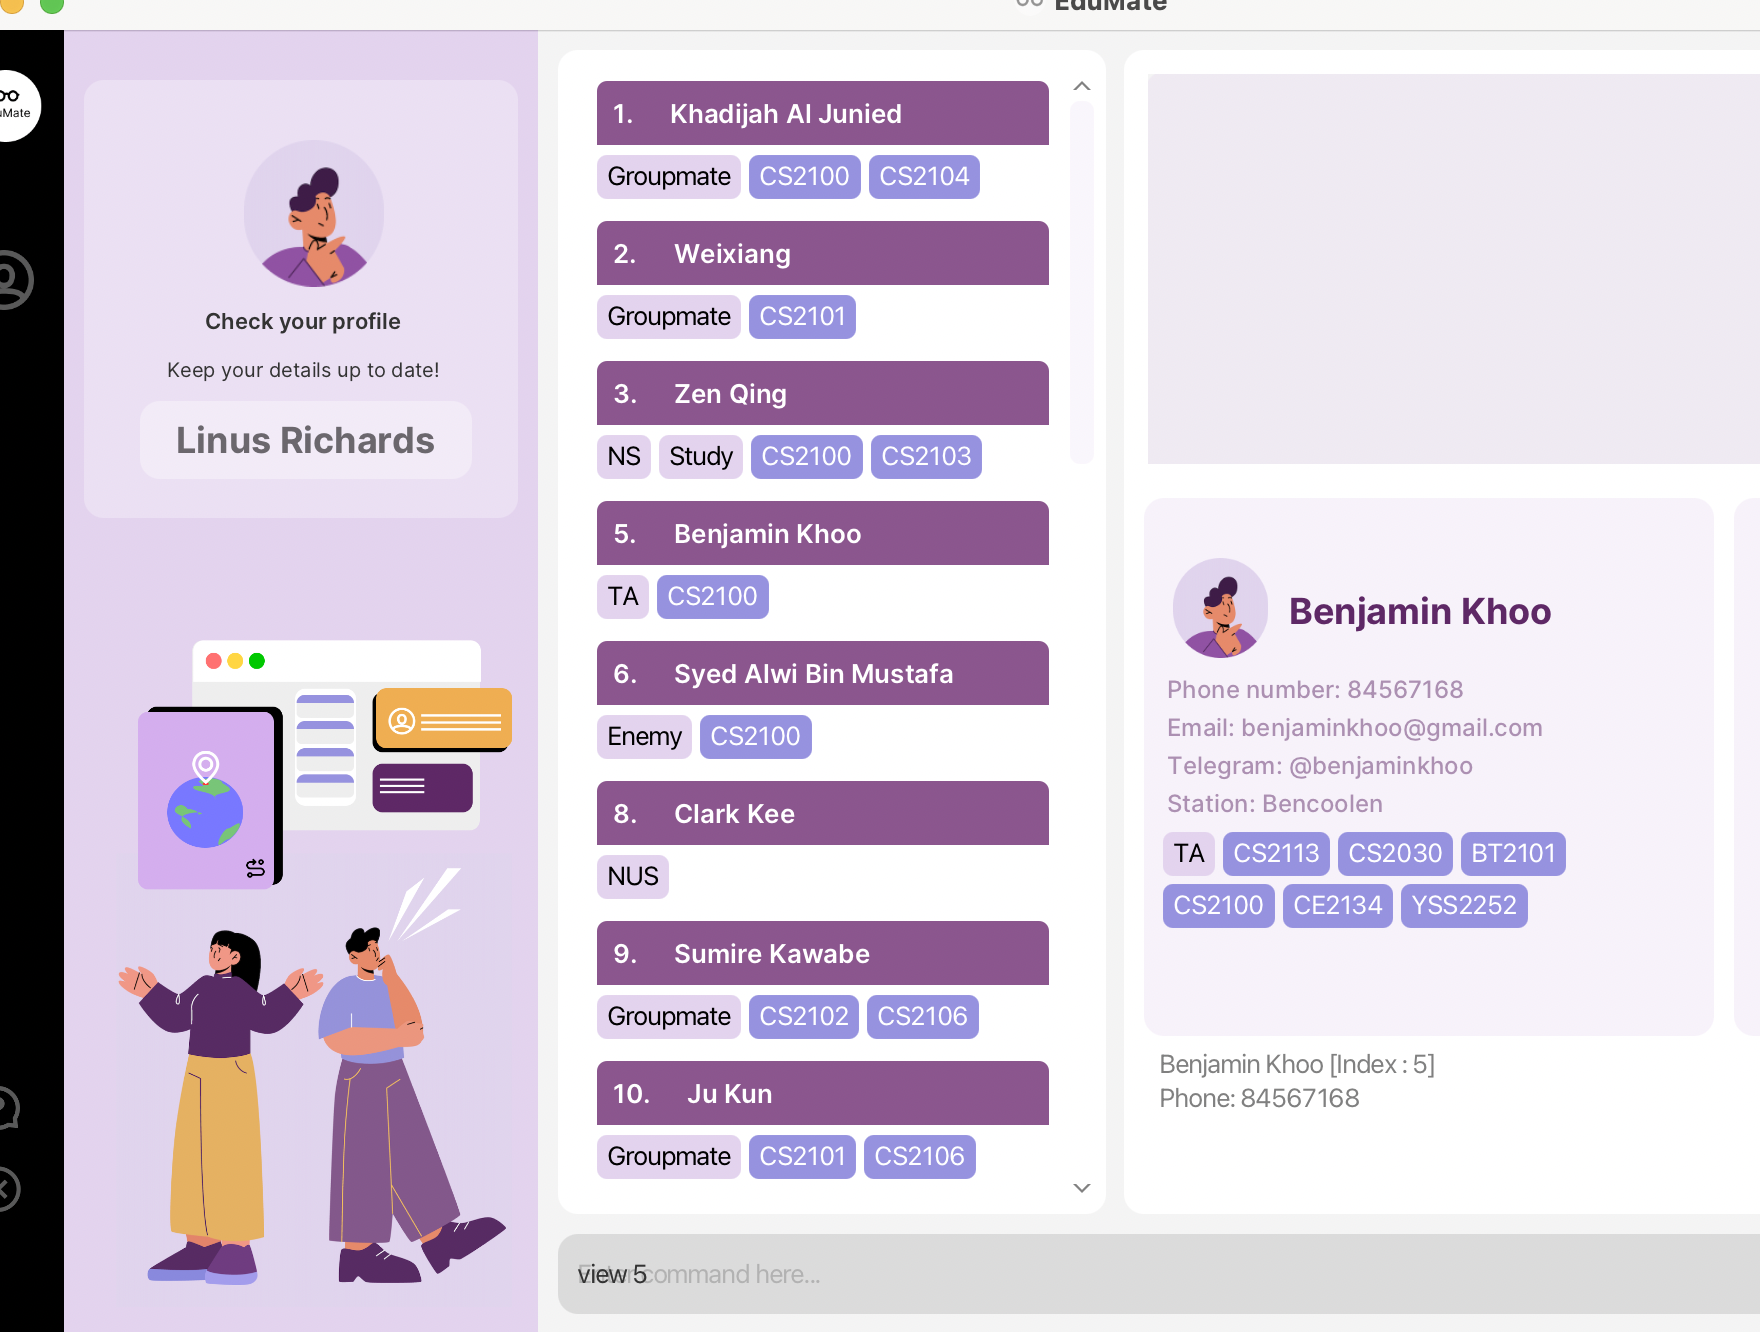 EduMate
uMate
Check your profile
Keep your details up to date!
Linus Richards
1. Khadijah Al Junied
Groupmate CS2100 CS2104
2. Weixiang
Groupmate CS2101
3. Zen Qing
NS Study CS2100 CS2103
5. Benjamin Khoo
TA CS2100
6. Syed Alwi Bin Mustafa
Enemy CS2100
8. Clark Kee
NUS
9. Sumire Kawabe
Groupmate CS2102 CS2106
10. Ju Kun
Groupmate CS2101 CS2106
Benjamin Khoo
Phone number: 84567168
Email: benjaminkhoo@gmail.com
Telegram: @benjaminkhoo
Station: Bencoolen
TA CS2113 CS2030 BT2101
CS2100 CE2134 YSS2252
Benjamin Khoo [Index : 5]
Phone: 84567168
view 5
Enter command here...